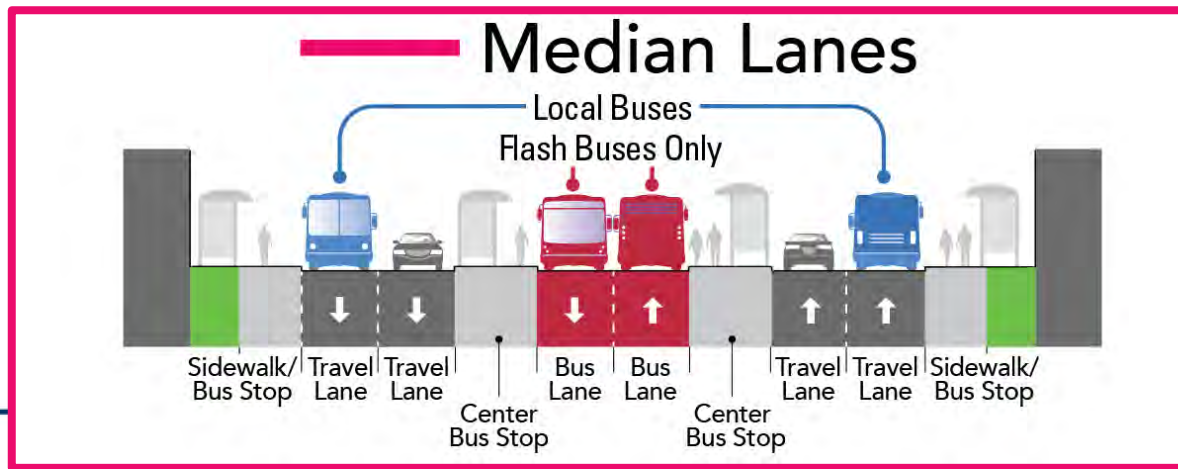 Median Lanes
Local Buses
Flash Buses Only
Sidewalk/
Bus Stop
Travel
Lane
Travel
Lane
Center
Bus Stop
Bus
Lane
Bus
Lane
Center
Bus Stop
Travel
Lane
Travel
Lane
Sidewalk/
Bus Stop